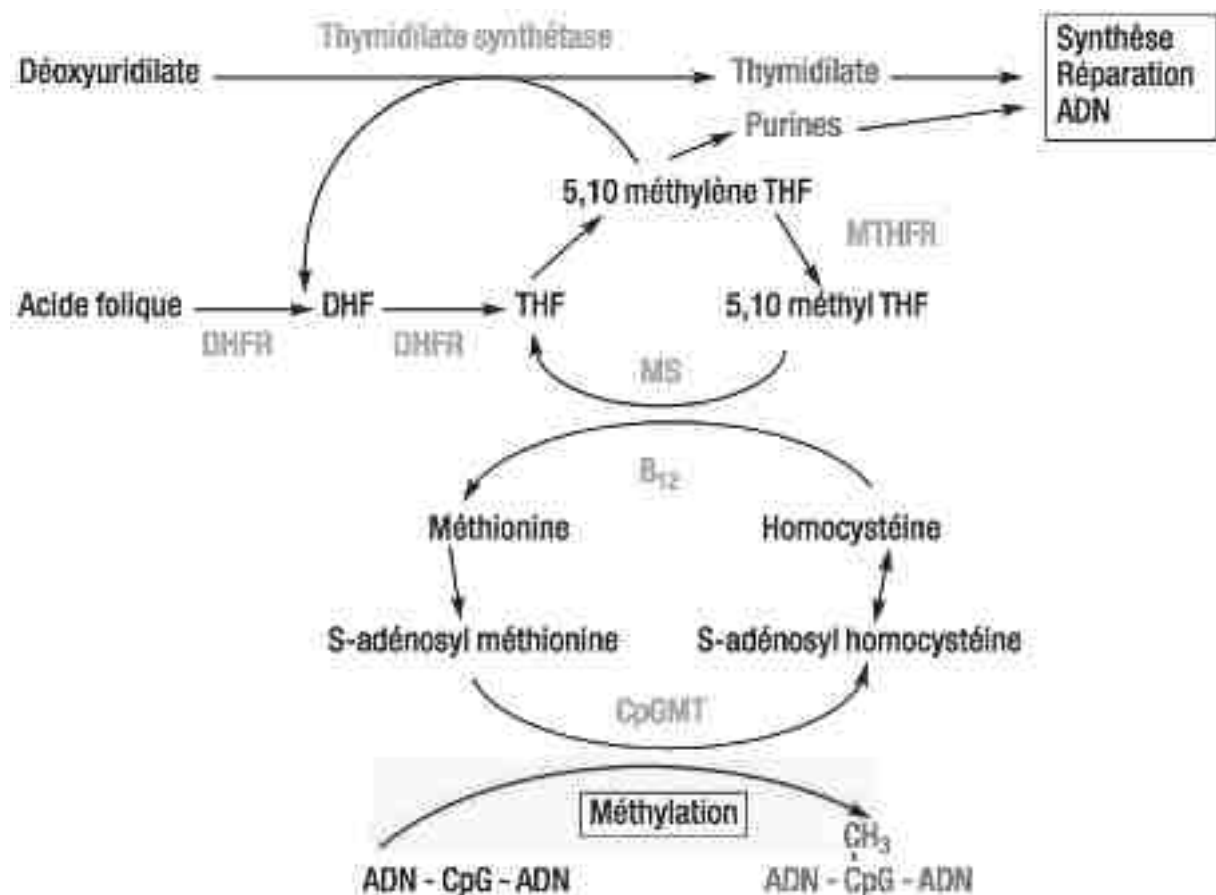 Thymidilate synthétase
Déoxyuridilate
Thymidilate
Synthèse
Réparation
ADN
Purines
5,10 méthylène THF
MTHFR
Acide folique
DHF
THF
5,10 méthyl THF
DHFR
DHFR
MS
B12
Méthionine
Homocystéine
S-adénosyl méthionine
S-adénosyl homocystéine
CpGMT
Méthylation
CH3
ADN - CpG - ADN
ADN - CpG - ADN